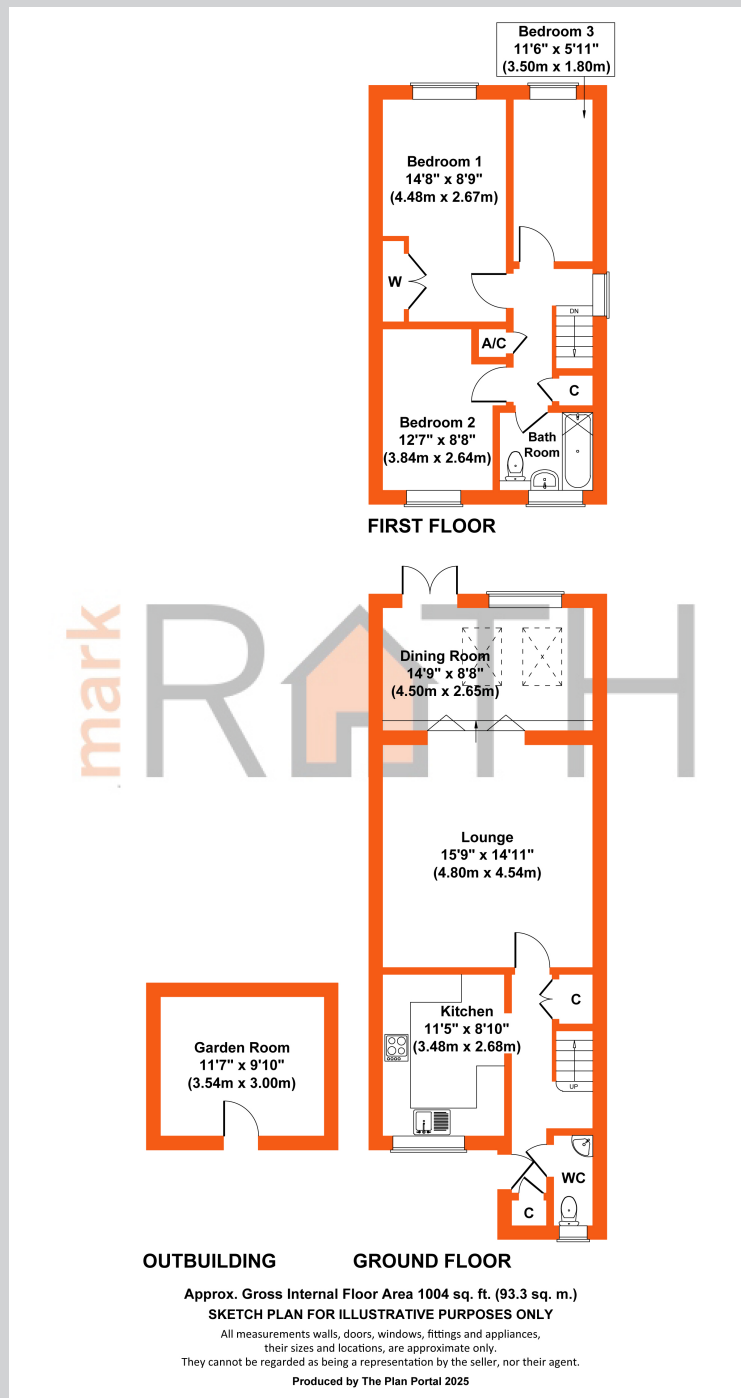 Bedroom 3
11'6" x 5'11"
(3.50m x 1.80m)
Bedroom 1
14'8" x 8'9"
(4.48m x 2.67m)
W
DN
A/C
C
Bedroom 2
12'7" x 8'8"
(3.84m x 2.64m)
Bath
Room
FIRST FLOOR
mark
RATH
Dining Room
14'9" x 8'8"
(4.50m x 2.65m)
x
Lounge
15'9" x 14'11"
(4.80m x 4.54m)
C
Kitchen
11'5" x 8'10"
(3.48m x 2.68m)
UP
Garden Room
11'7" x 9'10"
(3.54m x 3.00m)
WC
C
OUTBUILDING
GROUND FLOOR
Approx. Gross Internal Floor Area 1004 sq. ft. (93.3 sq. m.)
SKETCH PLAN FOR ILLUSTRATIVE PURPOSES ONLY
All measurements walls, doors, windows, fittings and appliances,
their sizes and locations, are approximate only.
They cannot be regarded as being a representation by the seller, nor their agent.
Produced by The Plan Portal 2025